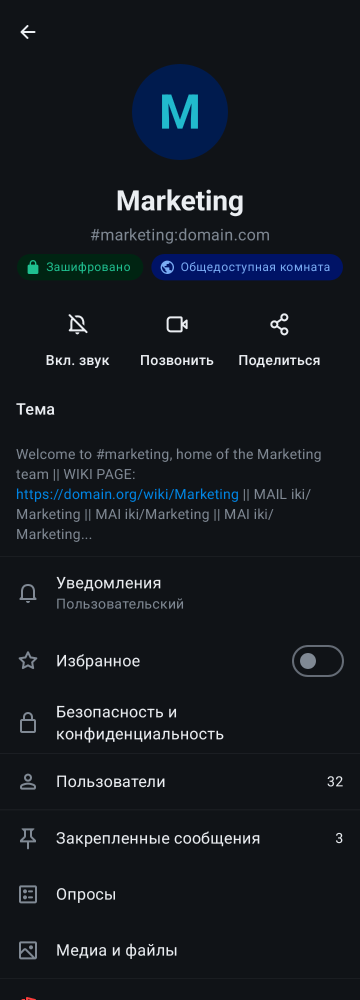 M
Marketing
#marketing:domain.com
Зашифровано
Общедоступная комната
Вкл. звук
Позвонить
Поделиться
Тема
Welcome to #marketing, home of the Marketing
team || WIKI PAGE:
https://domain.org/wiki/Marketing || MAIL iki/
Marketing || MAI iki/Marketing || MAI iki/
Marketing...
Уведомления
Пользовательский
Избранное
Безопасность и
конфиденциальность
Пользователи 32
Закрепленные сообщения 3
Опросы
Медиа и файлы